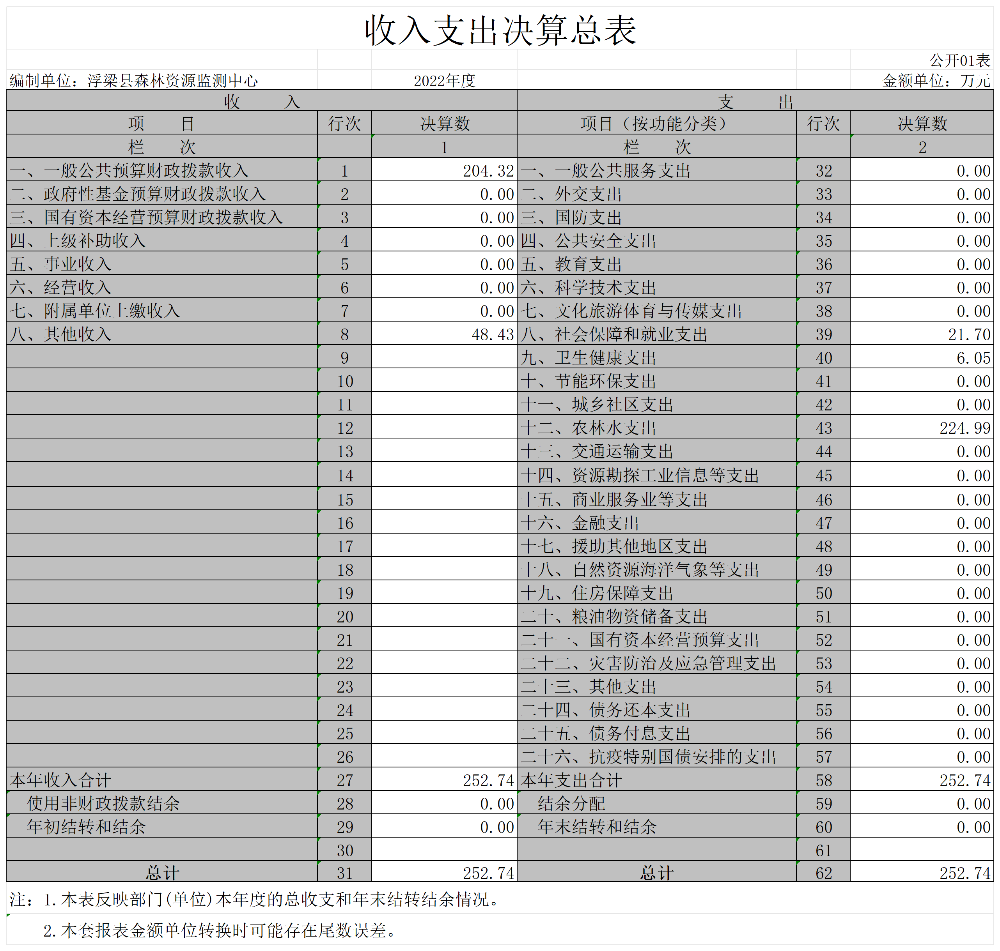 收入支出决算总表
公开01表
编制单位：浮梁县森林资源监测中心 2022年度 金额单位：万元
收 入 支 出
项 目 行次 决算数 项目（按功能分类） 行次 决算数
栏 次 1 栏 次 2
一、一般公共预算财政拨款收入 1 204.32 一、一般公共服务支出 32 0.00
二、政府性基金预算财政拨款收入 2 0.00 二、外交支出 33 0.00
三、国有资本经营预算财政拨款收入 3 0.00 三、国防支出 34 0.00
四、上级补助收入 4 0.00 四、公共安全支出 35 0.00
五、事业收入 5 0.00 五、教育支出 36 0.00
六、经营收入 6 0.00 六、科学技术支出 37 0.00
七、附属单位上缴收入 7 0.00 七、文化旅游体育与传媒支出 38 0.00
八、其他收入 8 48.43 八、社会保障和就业支出 39 21.70
9 九、卫生健康支出 40 6.05
10 十、节能环保支出 41 0.00
11 十一、城乡社区支出 42 0.00
12 十二、农林水支出 43 224.99
13 十三、交通运输支出 44 0.00
14 十四、资源勘探工业信息等支出 45 0.00
15 十五、商业服务业等支出 46 0.00
16 十六、金融支出 47 0.00
17 十七、援助其他地区支出 48 0.00
18 十八、自然资源海洋气象等支出 49 0.00
19 十九、住房保障支出 50 0.00
20 二十、粮油物资储备支出 51 0.00
21 二十一、国有资本经营预算支出 52 0.00
22 二十二、灾害防治及应急管理支出 53 0.00
23 二十三、其他支出 54 0.00
24 二十四、债务还本支出 55 0.00
25 二十五、债务付息支出 56 0.00
26 二十六、抗疫特别国债安排的支出 57 0.00
本年收入合计 27 252.74 本年支出合计 58 252.74
使用非财政拨款结余 28 0.00 结余分配 59 0.00
年初结转和结余 29 0.00 年末结转和结余 60 0.00
30 61
总计 31 252.74 总计 62 252.74
注：1.本表反映部门(单位)本年度的总收支和年末结转结余情况。
2.本套报表金额单位转换时可能存在尾数误差。